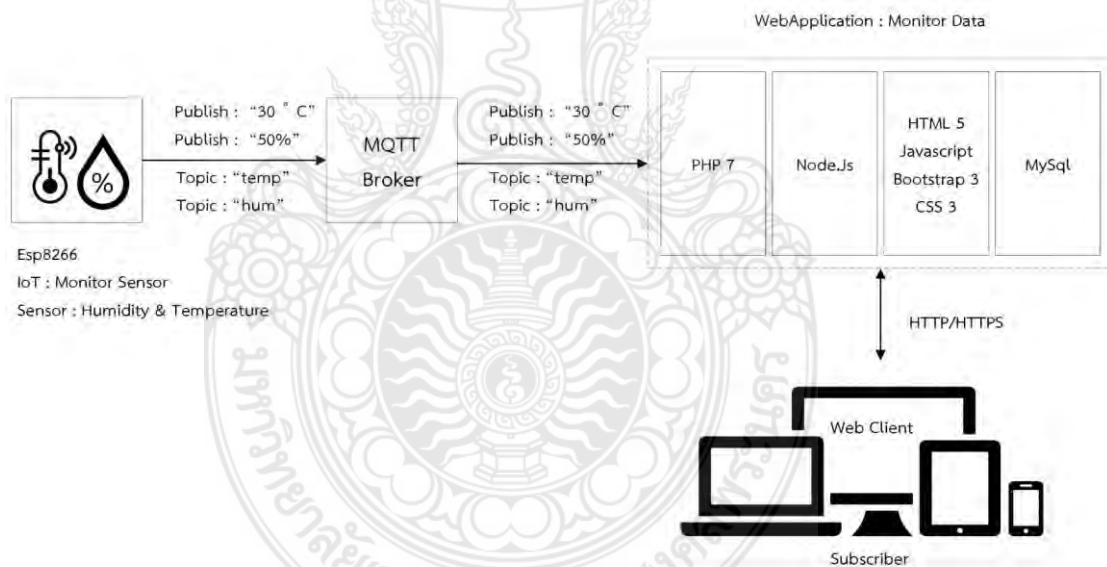 WebApplication : Monitor Data
Publish : “30 ° C”
Publish : “50%”
Topic : “temp”
Topic : “hum”
MQTT
Broker
Publish : “30 ° C”
Publish : “50%”
Topic : “temp”
Topic : “hum”
PHP 7
Node.Js
HTML 5
Javascript
Bootstrap 3
CSS 3
MySql
%
Esp8266
IoT : Monitor Sensor
Sensor : Humidity & Temperature
HTTP/HTTPS
Web Client
Subscriber